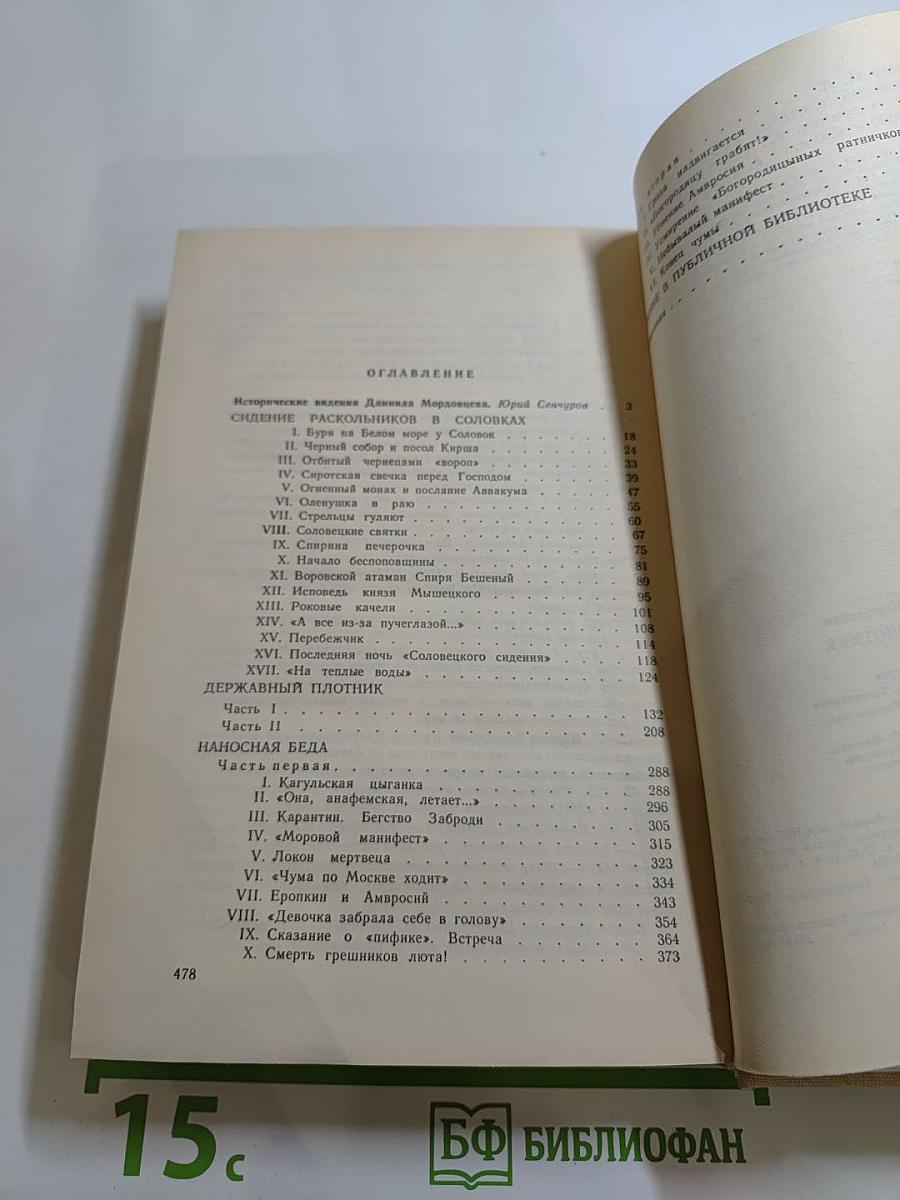 ОГЛАВЛЕНИЕ
Исторические видения Даниила Мордовцева. Юрий Сенчуров . 3
СИДЕНИЕ РАСКОЛЬНИКОВ В СОЛОВКАХ
I. Буря на Белом море у Соловок . . . . . . . 18
II. Черный собор и посол Кирша . . . . . . . . 24
III. Отбитый чернецами «вороп» . . . . . . . . 33
IV. Сиротская свечка перед Господом . . . . . . 39
V. Огненный монах и послание Аввакума . . . . . 47
VI. Оленушка в раю . . . . . . . . . . . 55
VII. Стрельцы гуляют . . . . . . . . . . . 60
VIII. Соловецкие святки . . . . . . . . . . . 67
IX. Спирина печерочка . . . . . . . . . . 75
X. Начало беспоповщины . . . . . . . . . . 81
XI. Воровской атаман Спиря Бешеный . . . . . . 89
XII. Исповедь князя Мышецкого . . . . . . . . 95
XIII. Роковые качели . . . . . . . . . . . 101
XIV. «А все из-за пучеглазой...» . . . . . . . . 108
XV. Перебежчик . . . . . . . . . . . . 114
XVI. Последняя ночь «Соловецкого сидения» . . . . 118
XVII. «На теплые воды» . . . . . . . . . . 124
ДЕРЖАВНЫЙ ПЛОТНИК
Часть I . . . . . . . . . . . . . . . . 132
Часть II . . . . . . . . . . . . . . . 208
НАНОСНАЯ БЕДА
Часть первая . . . . . . . . . . . . . . 288
I. Кагульская цыганка . . . . . . . . . . 288
II. «Она, анафемская, летает...» . . . . . . . . 296
III. Карантин. Бегство Заброди . . . . . . . . 305
IV. «Моровой манифест» . . . . . . . . . . 315
V. Локон мертвеца . . . . . . . . . . . 323
VI. «Чума по Москве ходит» . . . . . . . . . 334
VII. Еропкин и Амвросий . . . . . . . . . . 343
VIII. «Девочка забрала себе в голову» . . . . . . 354
IX. Сказание о «пифике». Встреча . . . . . . . 364
X. Смерть грешников люта! . . . . . . . . . 373
478
вторая
Гроза надвигается
«Богородицу грабят!»
Убиение Амвросия
Усмирение «Богородицыных ратничков
V. Небывалый манифест
VI. Конец чумы
В ПУБЛИЧНОЙ БИБЛИОТЕКЕ
15 с
БФ БИБЛИОФАН